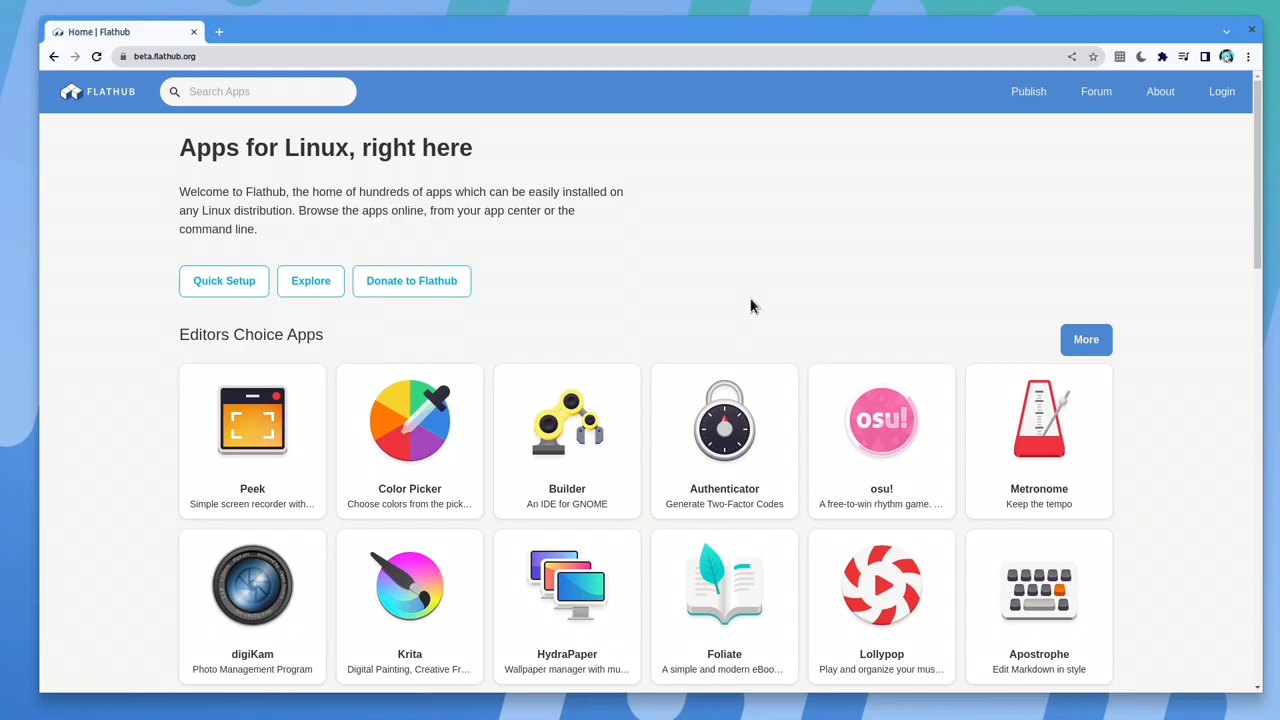 Home | Flathub
beta.flathub.org
FLATHUB
Search Apps
Publish
Forum
About
Login
Apps for Linux, right here
Welcome to Flathub, the home of hundreds of apps which can be easily installed on
any Linux distribution. Browse the apps online, from your app center or the
command line.
Quick Setup
Explore
Donate to Flathub
Editors Choice Apps
More
osu!
Peek
Color Picker
Builder
Authenticator
osu!
Metronome
Simple screen recorder with…
Choose colors from the pick…
An IDE for GNOME
Generate Two-Factor Codes
A free-to-win rhythm game. …
Keep the tempo
digiKam
Krita
HydraPaper
Foliate
Lollypop
Apostrophe
Photo Management Program
Digital Painting, Creative Fr…
Wallpaper manager with mu…
A simple and modern eBoo…
Play and organize your mus…
Edit Markdown in style